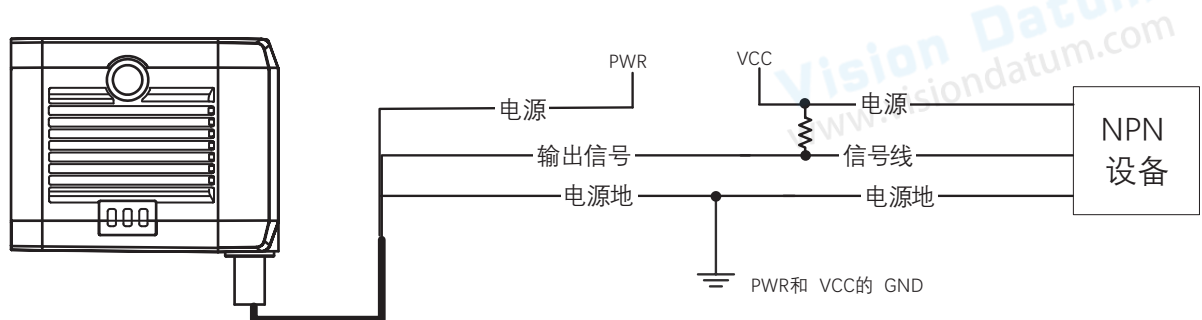 Vision Datum
www.visiondatum.com
PWR
VCC
电源
电源
输出信号
信号线
NPN
设备
电源地
电源地
PWR和 VCC的 GND